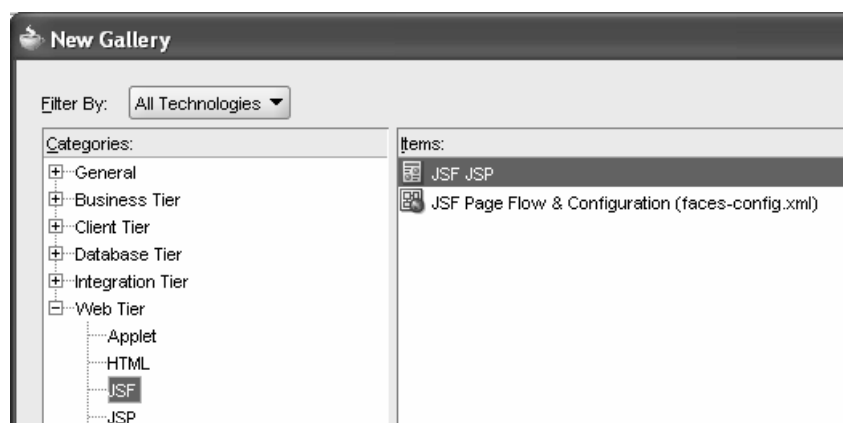 New Gallery
Filter By: All Technologies
Categories:
General
Business Tier
Client Tier
Database Tier
Integration Tier
Web Tier
Applet
HTML
JSF
JSP
Items:
JSF JSP
JSF Page Flow & Configuration (faces-config.xml)